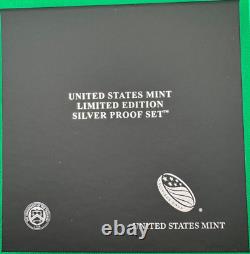 UNITED STATES MINT
LIMITED EDITION
SILVER PROOF SET™
UNITED STATES MINT